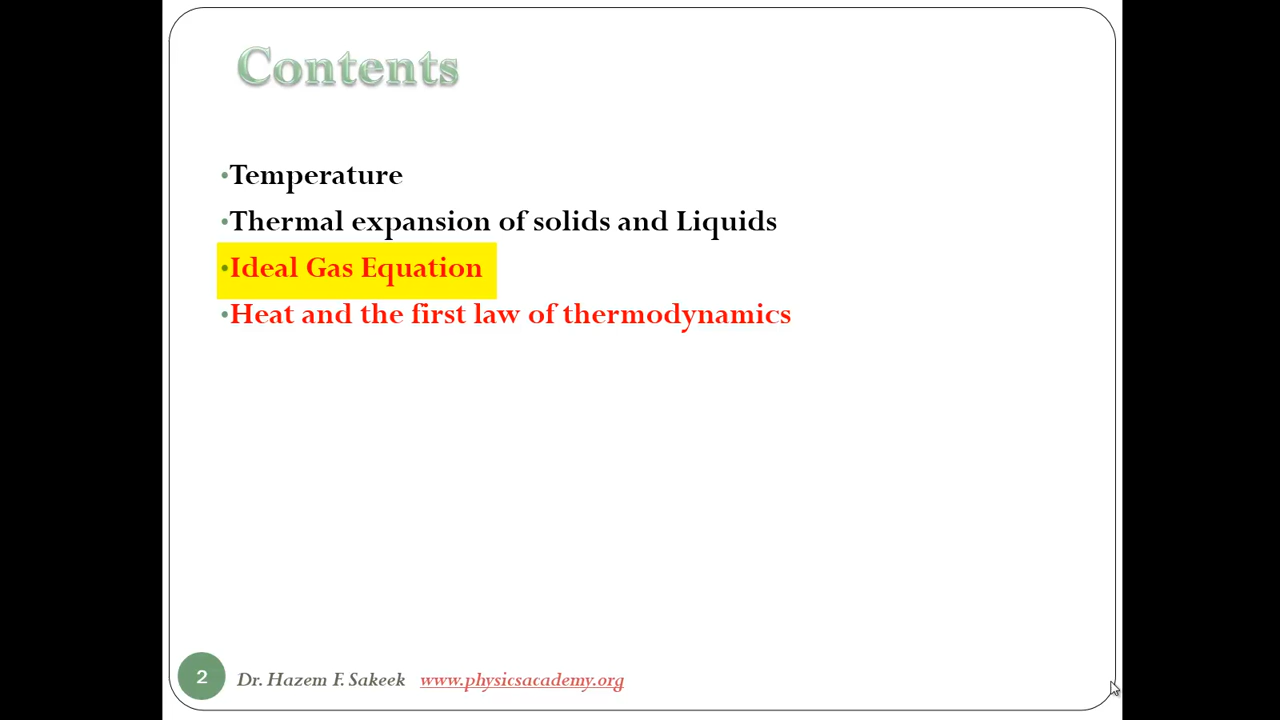 Contents
•Temperature
•Thermal expansion of solids and Liquids
•Ideal Gas Equation
•Heat and the first law of thermodynamics
2 Dr. Hazem F. Sakeek www.physicsacademy.org